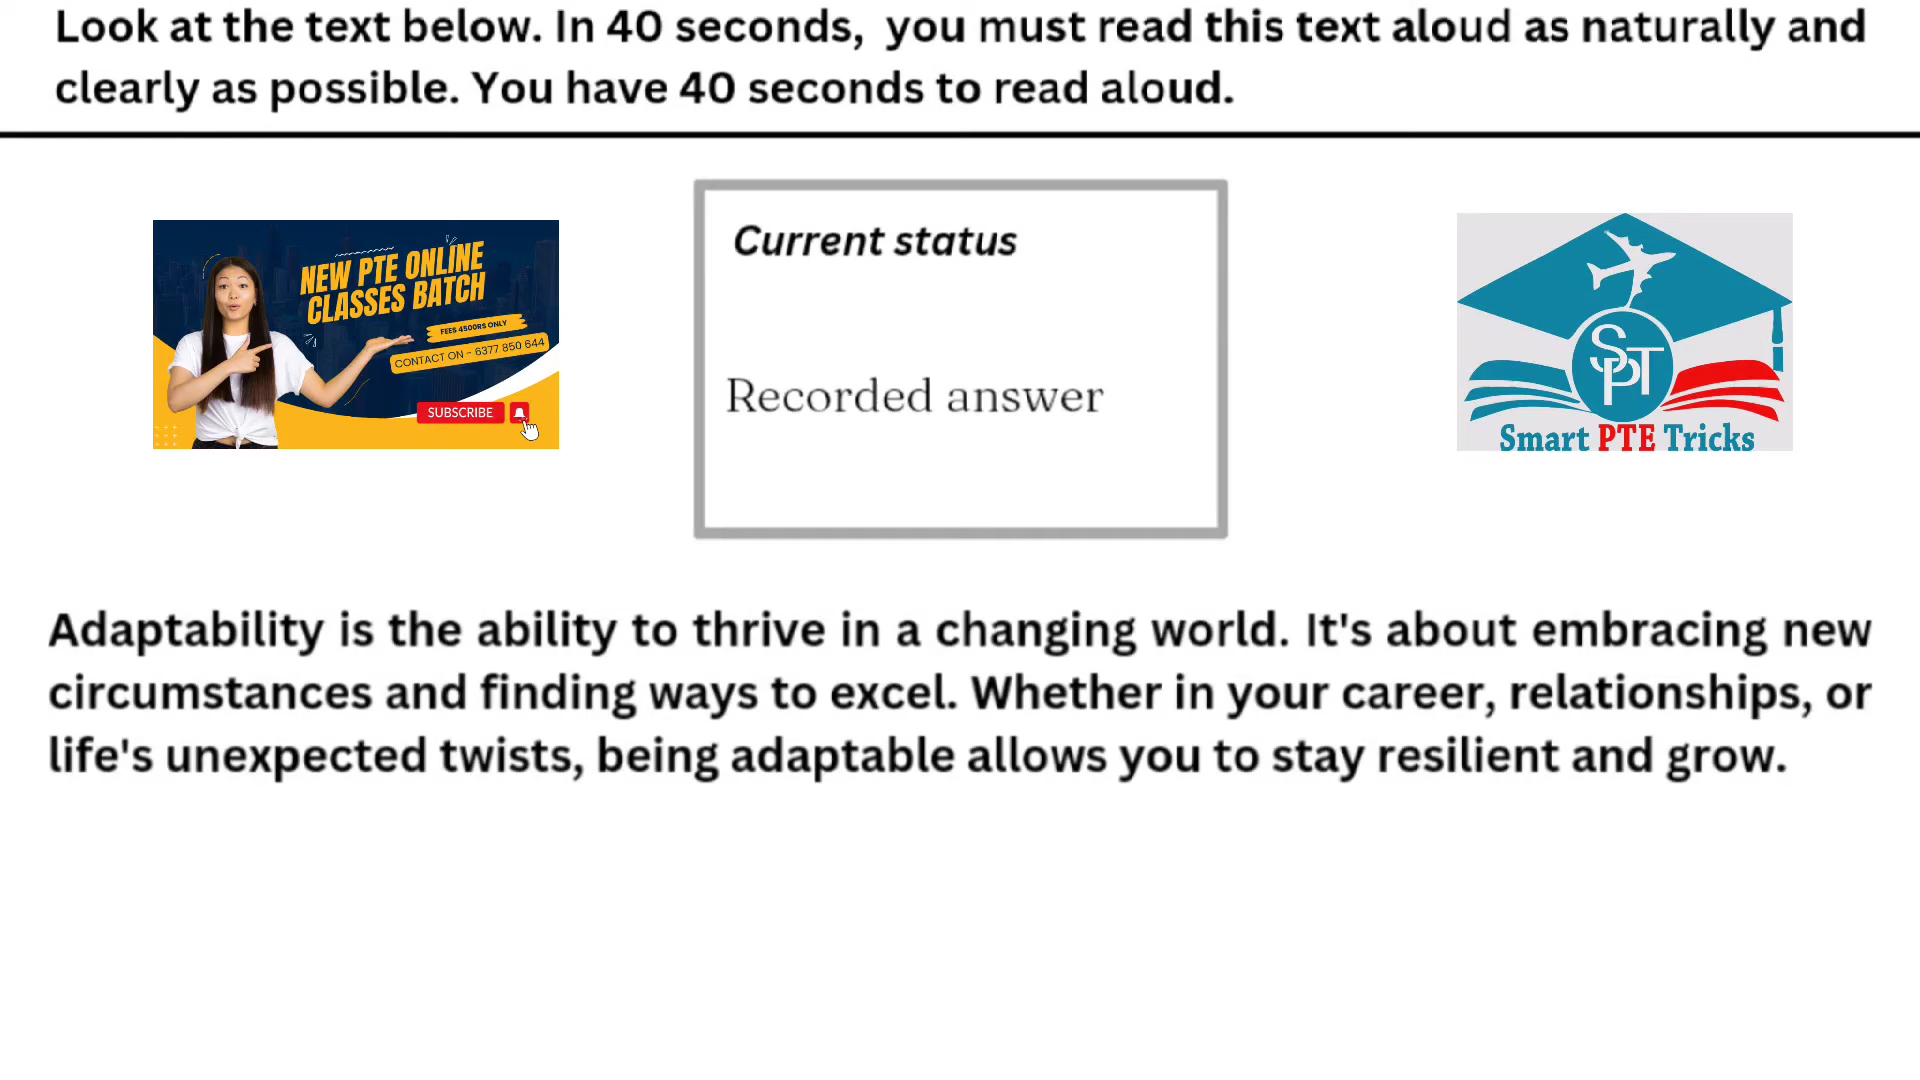 Look at the text below. In 40 seconds, you must read this text aloud as naturally and
clearly as possible. You have 40 seconds to read aloud.
NEW PTE ONLINE
CLASSES BATCH
FEES 4500RS ONLY
CONTACT ON - 6377 850 644
SUBSCRIBE
Current status
Recorded answer
SPT
Smart PTE Tricks
Adaptability is the ability to thrive in a changing world. It's about embracing new
circumstances and finding ways to excel. Whether in your career, relationships, or
life's unexpected twists, being adaptable allows you to stay resilient and grow.